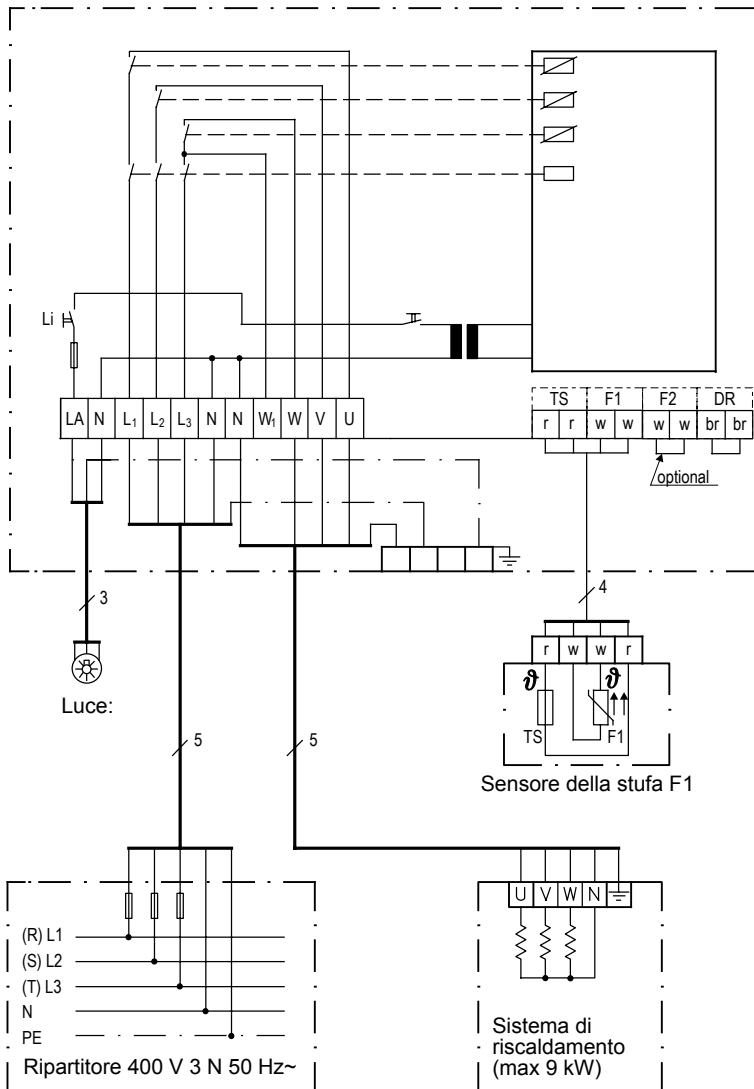 Li
LA N L1 L2 L3 N N W1 W V U
TS F1 F2 DR
r r w w w w br br
optional
3
4
Luce:
r w w r
ϑ ϑ
TS F1
5 5
Sensore della stufa F1
U V W N
(R) L1
(S) L2
(T) L3
N
PE
Ripartitore 400 V 3 N 50 Hz~
Sistema di
riscaldamento
(max 9 kW)